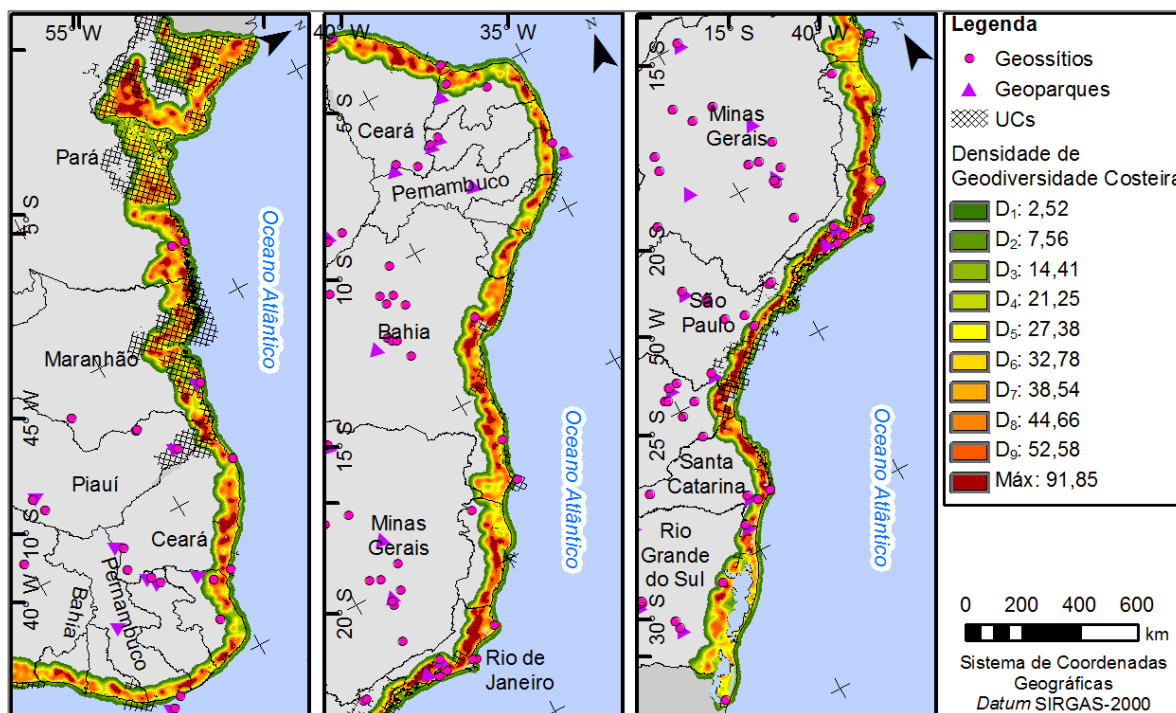 55° W
N
Pará
5° S
Oceano Atlântico
Maranhão
45° W
Piauí
10° S
Ceará
40° W
Bahia
Pernambuco
40° W
35° W
N
5° S
Ceará
Pernambuco
10° S
Bahia
Oceano Atlântico
15° S
Minas
Gerais
20° S
Rio de
Janeiro
15° S
40° W
N
15° S
Minas
Gerais
20° S
São
Paulo
50° W
Oceano Atlântico
25° S
Santa
Catarina
Rio
Grande
do Sul
30° S
Legenda
Geossítios
Geoparques
UCs
Densidade de
Geodiversidade Costeira
D1: 2,52
D2: 7,56
D3: 14,41
D4: 21,25
D5: 27,38
D6: 32,78
D7: 38,54
D8: 44,66
D9: 52,58
Máx: 91,85
0 200 400 600
km
Sistema de Coordenadas
Geográficas
Datum SIRGAS-2000